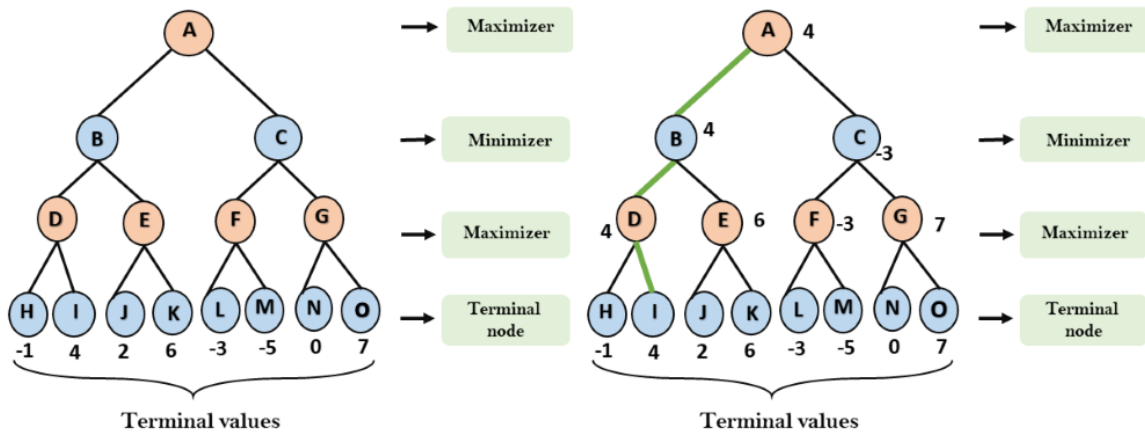 A
Maximizer
B
C
Minimizer
D
E
F
G
Maximizer
H
I
J
K
L
M
N
O
Terminal
node
-1
4
2
6
-3
-5
0
7
Terminal values
A
4
Maximizer
B
4
C
-3
Minimizer
D
4
E
6
F
-3
G
7
Maximizer
H
I
J
K
L
M
N
O
Terminal
node
-1
4
2
6
-3
-5
0
7
Terminal values